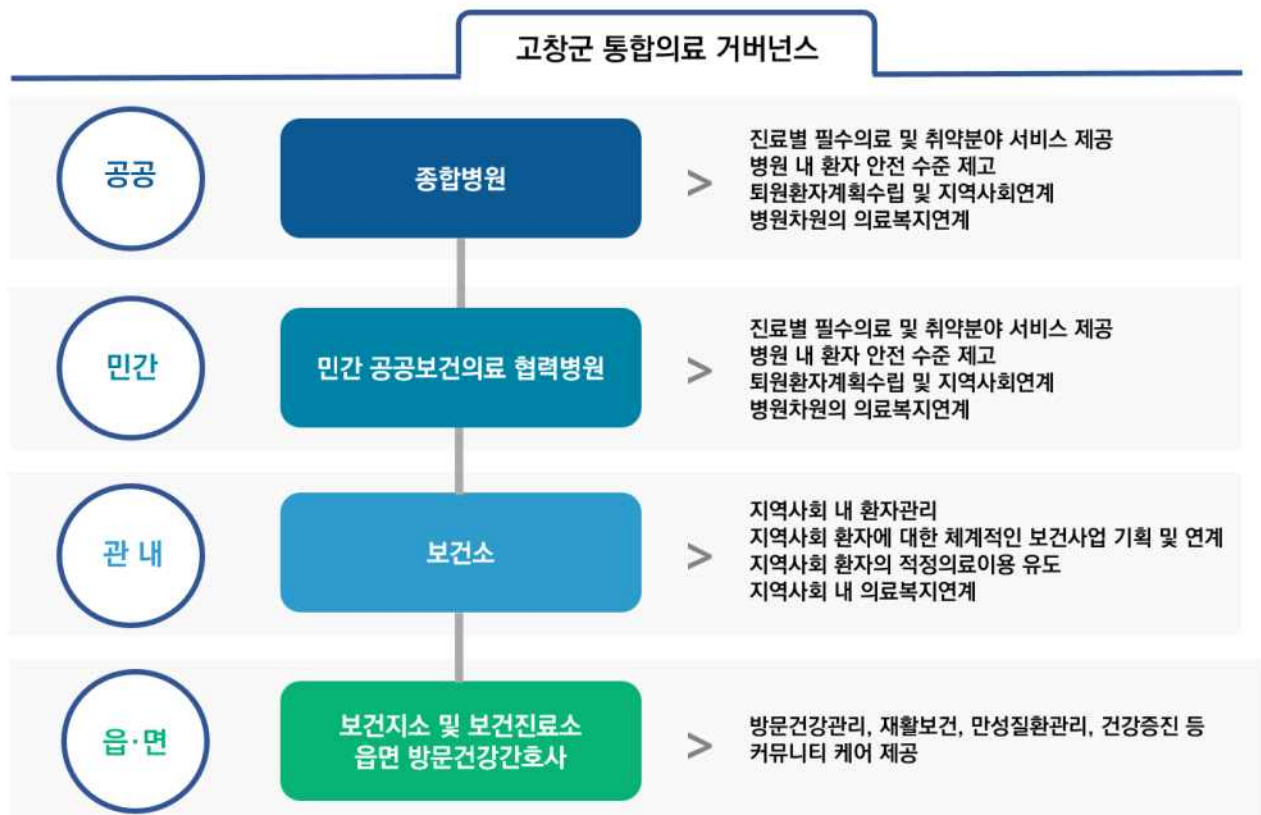 고창군 통합의료 거버넌스
공공
종합병원
>
진료별 필수의료 및 취약분야 서비스 제공
병원 내 환자 안전 수준 제고
퇴원환자계획수립 및 지역사회연계
병원차원의 의료복지연계
민간
민간 공공보건의료 협력병원
>
진료별 필수의료 및 취약분야 서비스 제공
병원 내 환자 안전 수준 제고
퇴원환자계획수립 및 지역사회연계
병원차원의 의료복지연계
관 내
보건소
>
지역사회 내 환자관리
지역사회 환자에 대한 체계적인 보건사업 기획 및 연계
지역사회 환자의 적정의료이용 유도
지역사회 내 의료복지연계
읍·면
보건지소 및 보건진료소
읍면 방문건강간호사
>
방문건강관리, 재활보건, 만성질환관리, 건강증진 등
커뮤니티 케어 제공